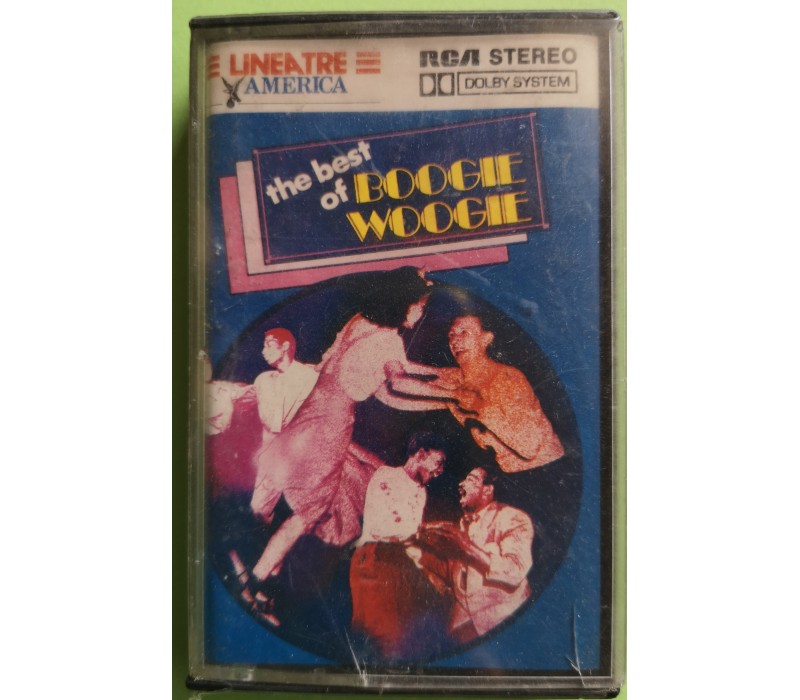 LINEATRE
AMERICA
RCA STEREO
DOLBY SYSTEM
the best
of BOOGIE
WOOGIE